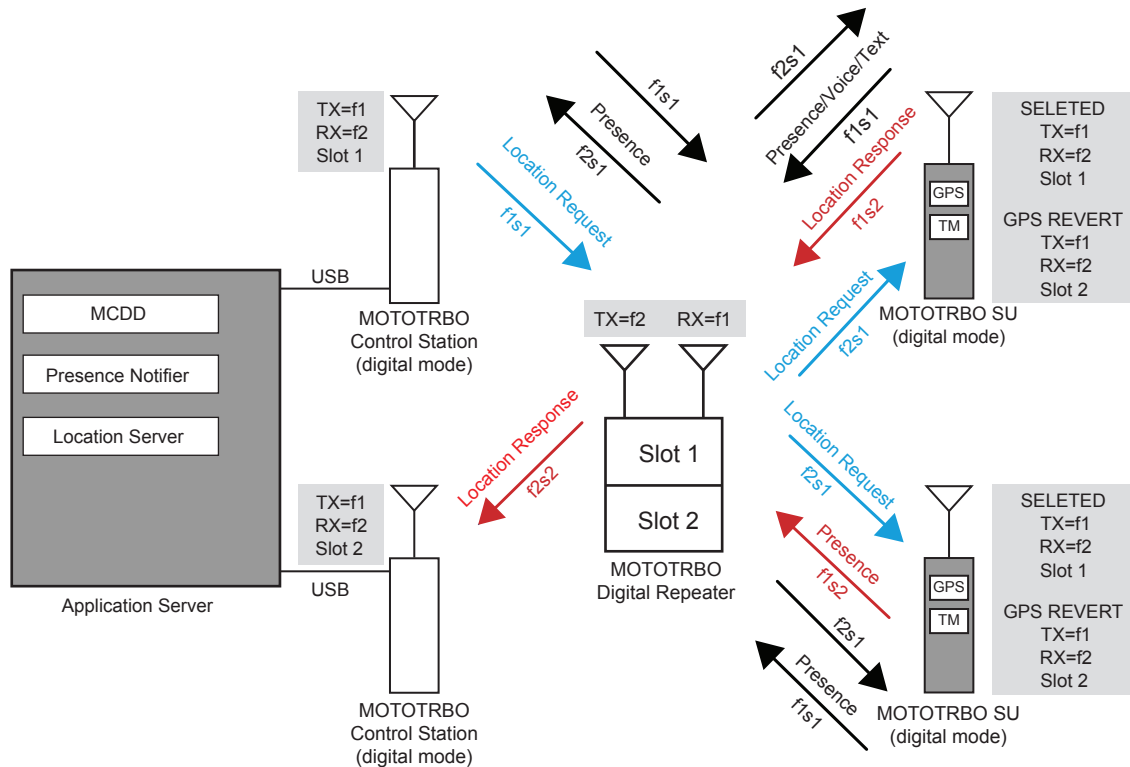 TX=f1
RX=f2
Slot 1
USB
MOTOTRBO
Control Station
(digital mode)
MCDD
Presence Notifier
Location Server
Application Server
TX=f1
RX=f2
Slot 2
USB
MOTOTRBO
Control Station
(digital mode)
f1s1
Presence
f2s1
Location Request
f1s1
f2s1
Presence/Voice/Text
f1s1
Location Response
f1s2
TX=f2
RX=f1
Slot 1
Slot 2
MOTOTRBO
Digital Repeater
Location Response
f2s2
Location Request
f2s1
Location Request
f2s1
Presence
f1s2
f2s1
Presence
f1s1
GPS
TM
MOTOTRBO SU
(digital mode)
SELETED
TX=f1
RX=f2
Slot 1
GPS REVERT
TX=f1
RX=f2
Slot 2
GPS
TM
MOTOTRBO SU
(digital mode)
SELETED
TX=f1
RX=f2
Slot 1
GPS REVERT
TX=f1
RX=f2
Slot 2